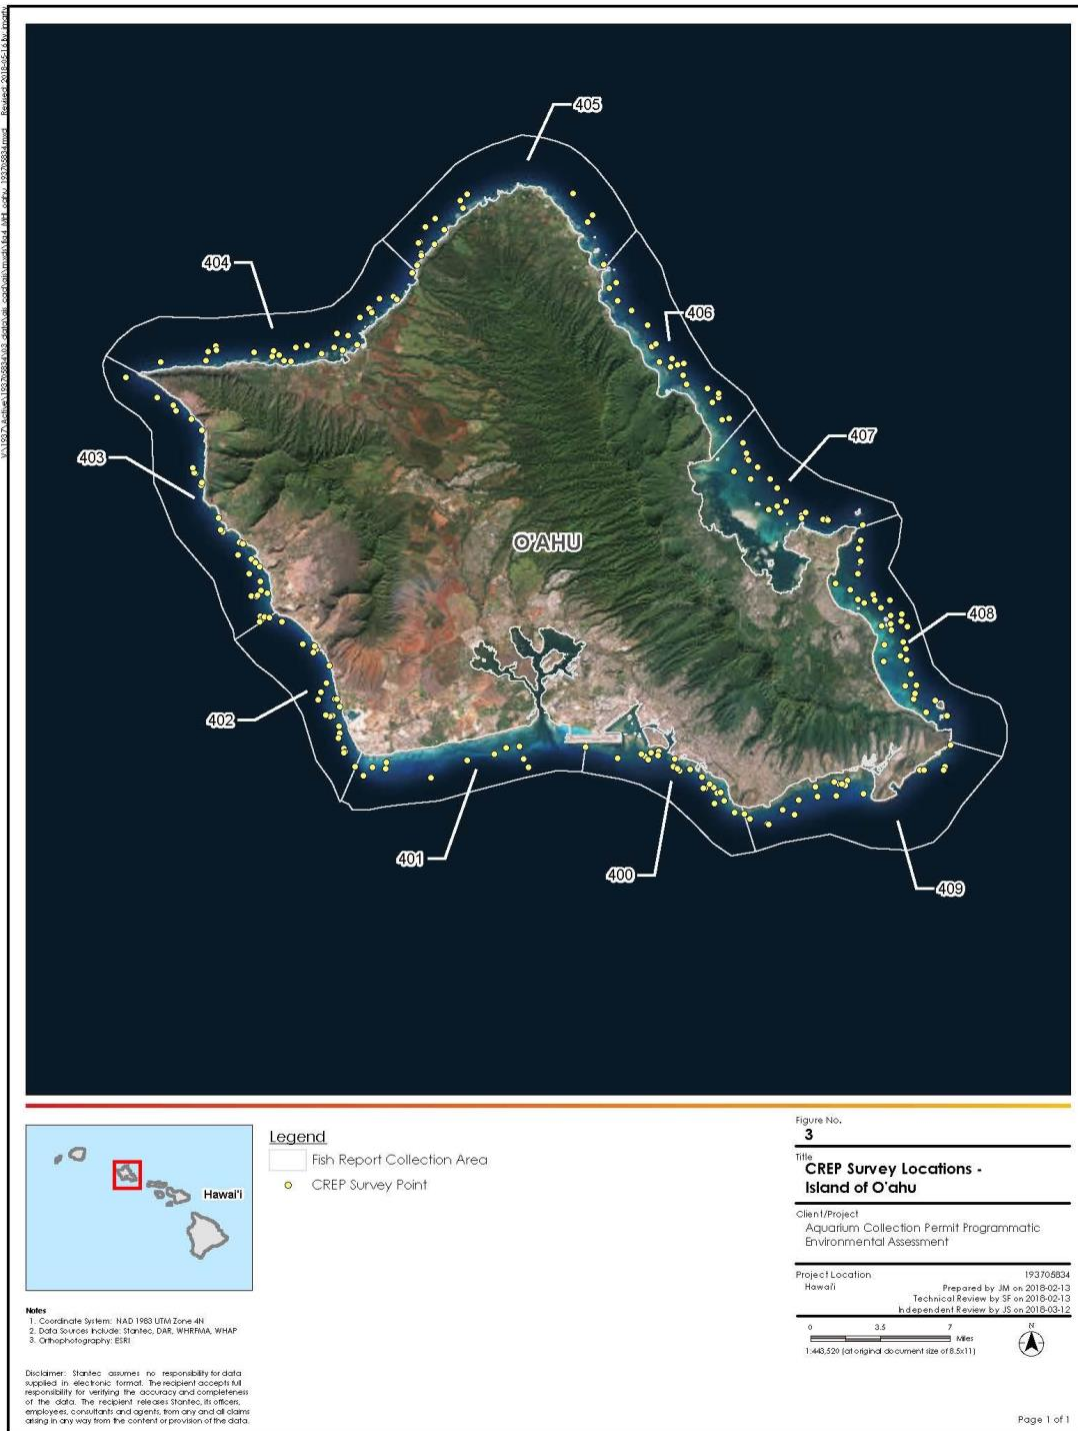 405
404
406
407
403
O'AHU
408
402
401
400
409
Hawai'i
Legend
Fish Report Collection Area
CREP Survey Point
Notes
1. Coordinate System: NAD 1983 UTM Zone 4N
2. Data Sources Include: Stantec, DAR, WHRFMA, WHAP
3. Orthophotography: ESRI
Disclaimer: Stantec assumes no responsibility for data
supplied in electronic format. The recipient accepts full
responsibility for verifying the accuracy and completeness
of the data. The recipient releases Stantec, its officers,
employees, consultants and agents, from any and all claims
arising in any way from the content or provision of the data.
Figure No.
3
Title
CREP Survey Locations -
Island of O'ahu
Client/Project
Aquarium Collection Permit Programmatic
Environmental Assessment
Project Location 193705834
Hawai'i Prepared by JM on 2018-02-13
Technical Review by SF on 2018-02-13
Independent Review by JS on 2018-03-12
0 3.5 7
Miles
N
1:443,520 (at original document size of 8.5x11)
Page 1 of 1